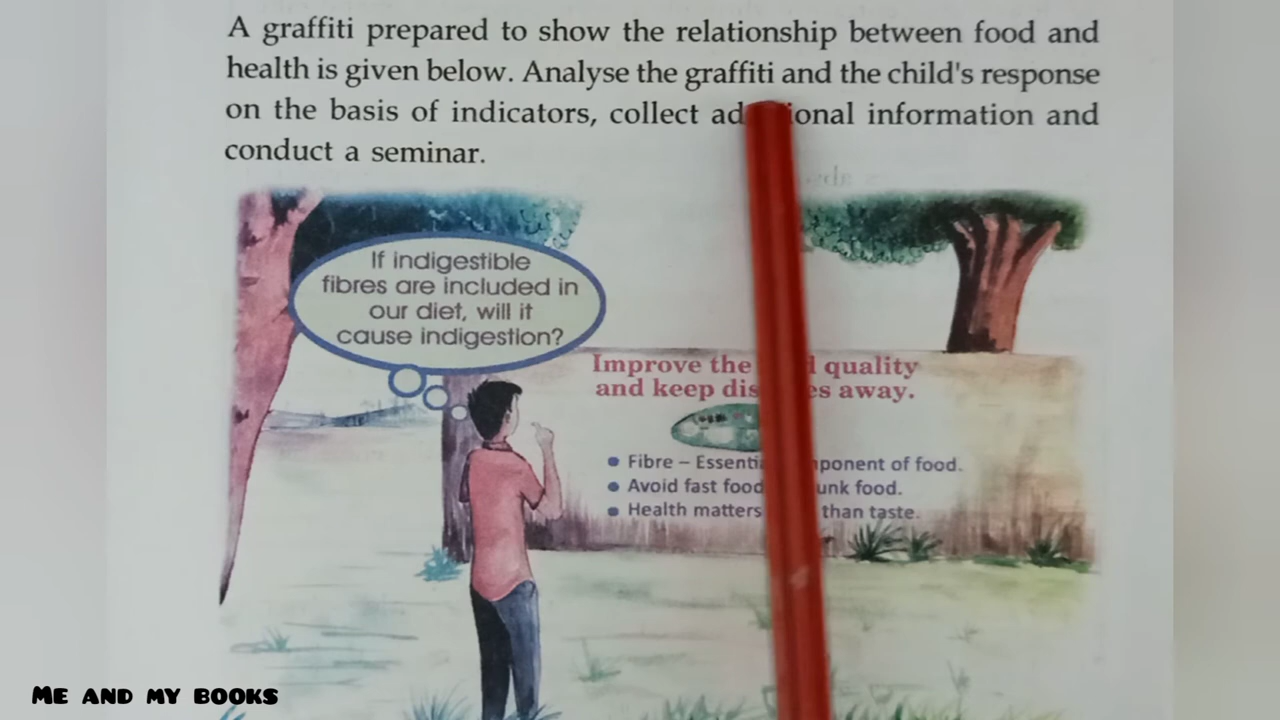 A graffiti prepared to show the relationship between food and
health is given below. Analyse the graffiti and the child's response
on the basis of indicators, collect ad ional information and
conduct a seminar.
If indigestible
fibres are included in
our diet, will it
cause indigestion?
Improve the quality
and keep dis es away.
• Fibre – Essenti ponent of food.
• Avoid fast food unk food.
• Health matters than taste.
ME AND MY BOOKS